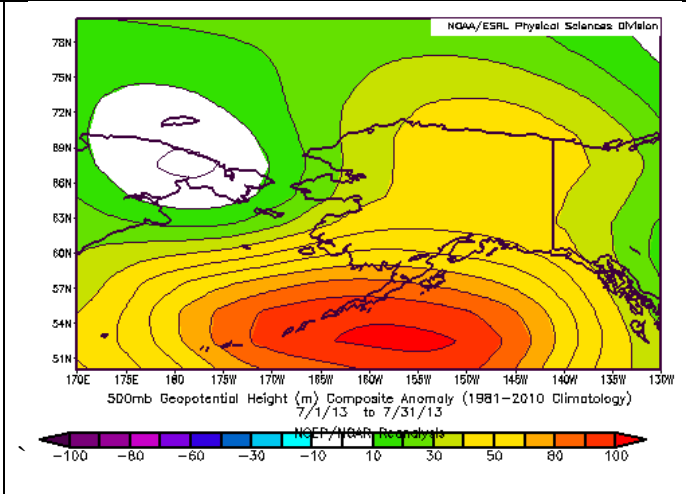 NOAA/ESRL Physical Sciences Division
78N
75N
72N
69N
66N
63N
60N
57N
54N
51N
170E 175E 180 175W 170W 165W 160W 155W 150W 145W 140W 135W 130W
500mb Geopotential Height (m) Composite Anomaly (1981-2010 Climatology)
7/1/13 to 7/31/13
NCEP/NCAR Reanalysis
-100 -80 -60 -30 -10 10 30 50 80 100